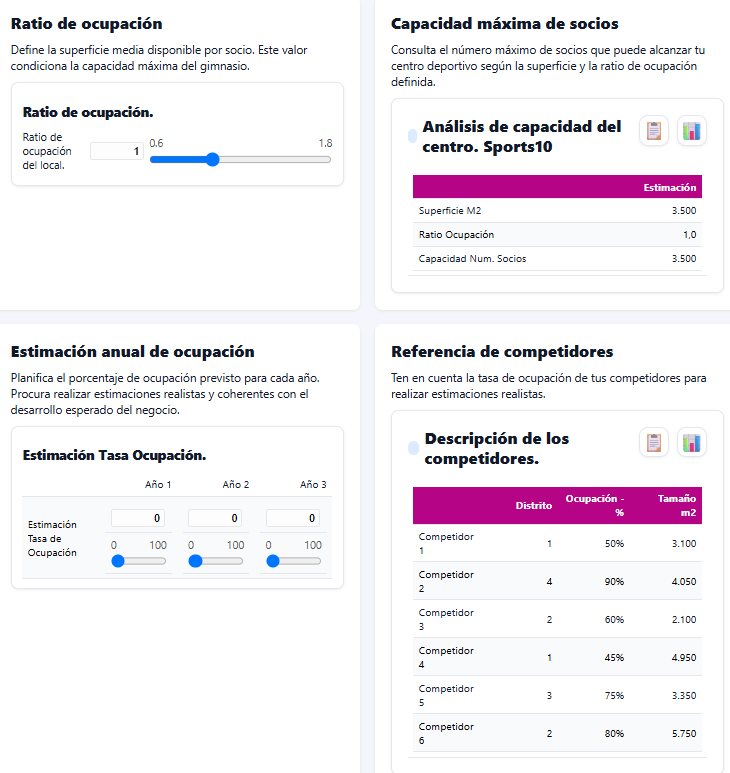 Ratio de ocupación
Define la superficie media disponible por socio. Este valor
condiciona la capacidad máxima del gimnasio.
Ratio de ocupación.
Ratio de
ocupación
del local.
1
0.6
1.8
Capacidad máxima de socios
Consulta el número máximo de socios que puede alcanzar tu
centro deportivo según la superficie y la ratio de ocupación
definida.
Análisis de capacidad del
centro. Sports10
Estimación
Superficie M2 3.500
Ratio Ocupación 1,0
Capacidad Num. Socios 3.500
Estimación anual de ocupación
Planifica el porcentaje de ocupación previsto para cada año.
Procura realizar estimaciones realistas y coherentes con el
desarrollo esperado del negocio.
Estimación Tasa Ocupación.
Año 1 Año 2 Año 3
Estimación
Tasa de
Ocupación
0 0 0
0 100 0 100 0 100
Referencia de competidores
Ten en cuenta la tasa de ocupación de tus competidores para
realizar estimaciones realistas.
Descripción de los
competidores.
Distrito Ocupación - % Tamaño m2
Competidor 1 1 50% 3.100
Competidor 2 4 90% 4.050
Competidor 3 2 60% 2.100
Competidor 4 1 45% 4.950
Competidor 5 3 75% 3.350
Competidor 6 2 80% 5.750